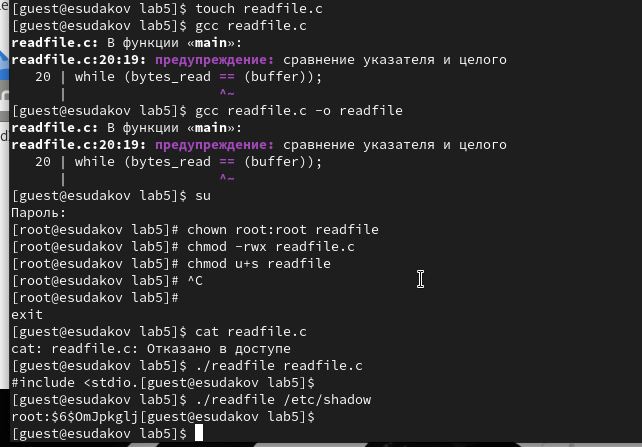 [guest@esudakov lab5]$ touch readfile.c
[guest@esudakov lab5]$ gcc readfile.c
readfile.c: В функции «main»:
readfile.c:20:19: предупреждение: сравнение указателя и целого
20 | while (bytes_read == (buffer));
| ^~
[guest@esudakov lab5]$ gcc readfile.c -o readfile
readfile.c: В функции «main»:
readfile.c:20:19: предупреждение: сравнение указателя и целого
20 | while (bytes_read == (buffer));
| ^~
[guest@esudakov lab5]$ su
Пароль:
[root@esudakov lab5]# chown root:root readfile
[root@esudakov lab5]# chmod -rwx readfile.c
[root@esudakov lab5]# chmod u+s readfile
[root@esudakov lab5]# ^C
[root@esudakov lab5]#
exit
[guest@esudakov lab5]$ cat readfile.c
cat: readfile.c: Отказано в доступе
[guest@esudakov lab5]$ ./readfile readfile.c
#include <stdio.[guest@esudakov lab5]$
[guest@esudakov lab5]$ ./readfile /etc/shadow
root:$6$OmJpkglj[guest@esudakov lab5]$
[guest@esudakov lab5]$